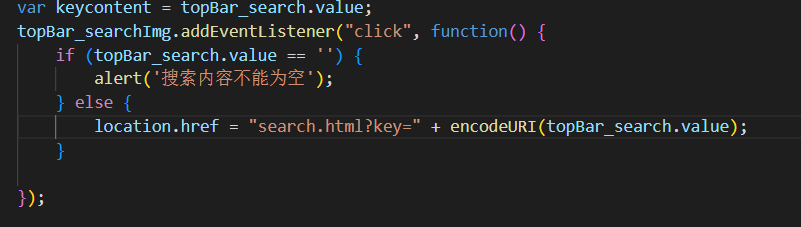 var keycontent = topBar_search.value;
topBar_searchImg.addEventListener("click", function() {
if (topBar_search.value == '') {
alert('搜索内容不能为空');
} else {
location.href = "search.html?key=" + encodeURI(topBar_search.value);
}
});